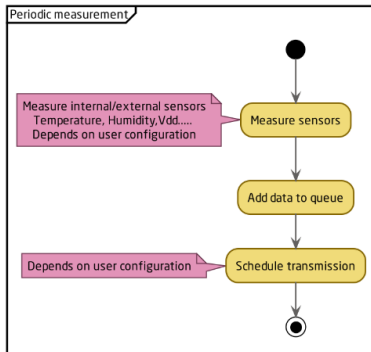 Periodic measurement
Measure internal/external sensors
Temperature, Humidity,Vdd.....
Depends on user configuration
Measure sensors
Add data to queue
Depends on user configuration
Schedule transmission